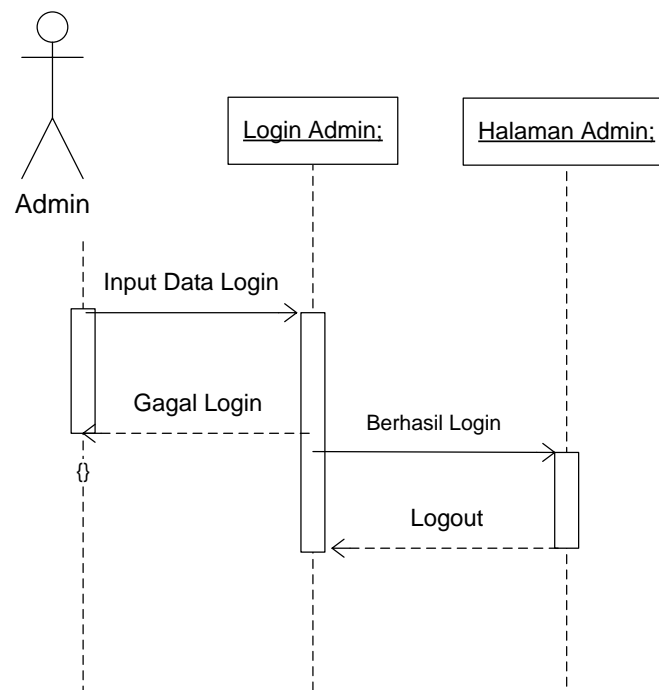 Login Admin;
Halaman Admin;
Admin
Input Data Login
Gagal Login
Berhasil Login
{}
Logout